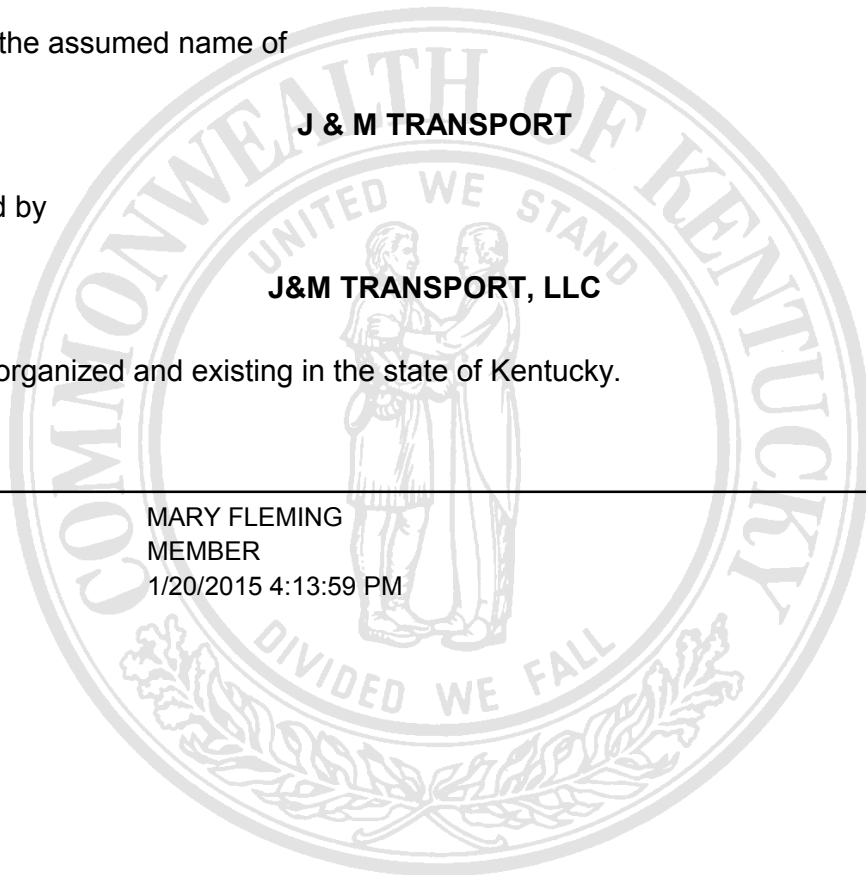 the assumed name of
J & M TRANSPORT
d by
J&M TRANSPORT, LLC
organized and existing in the state of Kentucky.
MARY FLEMING
MEMBER
1/20/2015 4:13:59 PM
COMMONWEALTH OF KENTUCKY
UNITED WE STAND
DIVIDED WE FALL